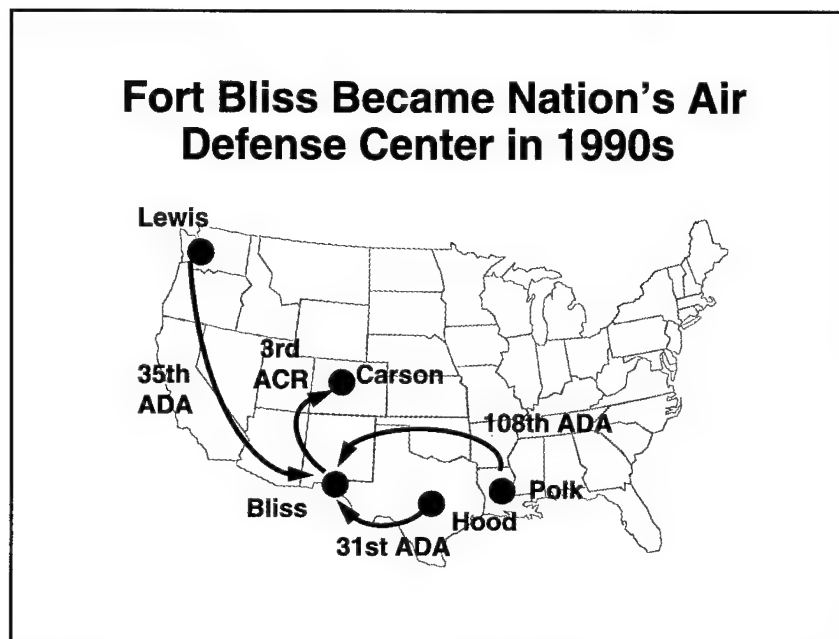 Fort Bliss Became Nation's Air
Defense Center in 1990s
Lewis
3rd
ACR
Carson
35th
ADA
108th ADA
Bliss
Polk
Hood
31st ADA